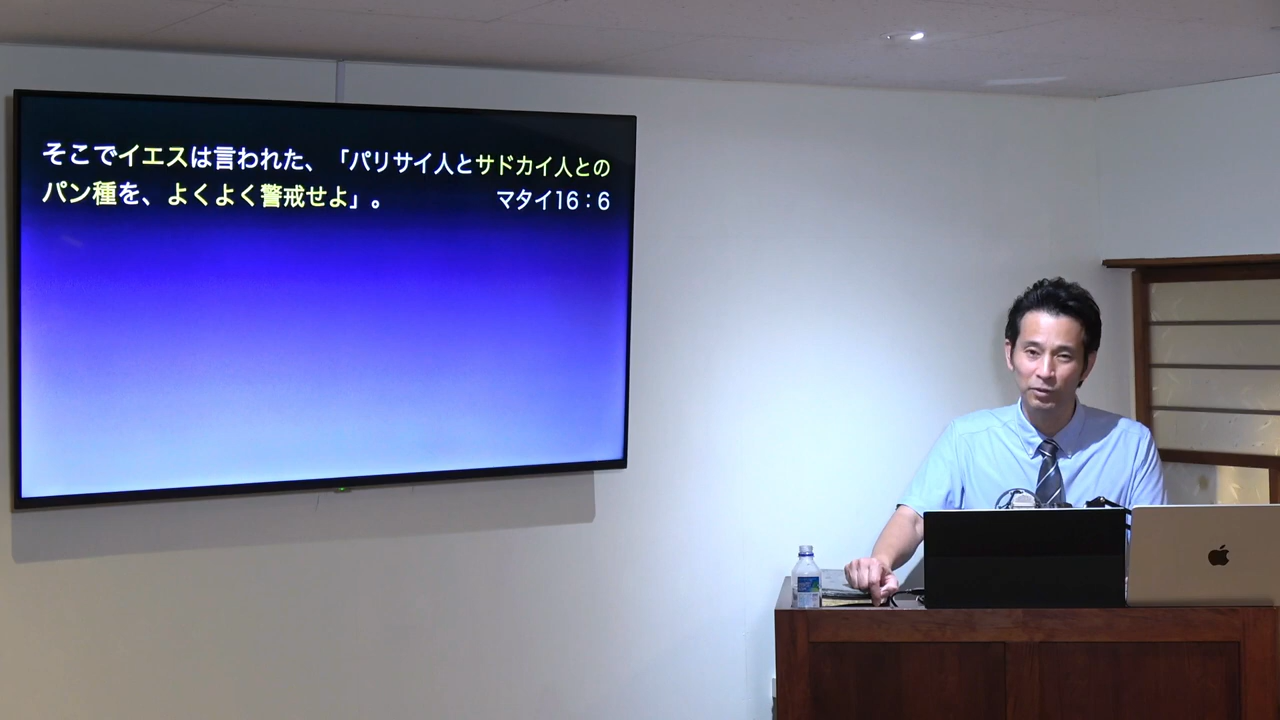 そこでイエスは言われた、「パリサイ人とサドカイ人との
パン種を、よくよく警戒せよ」。 マタイ16：6